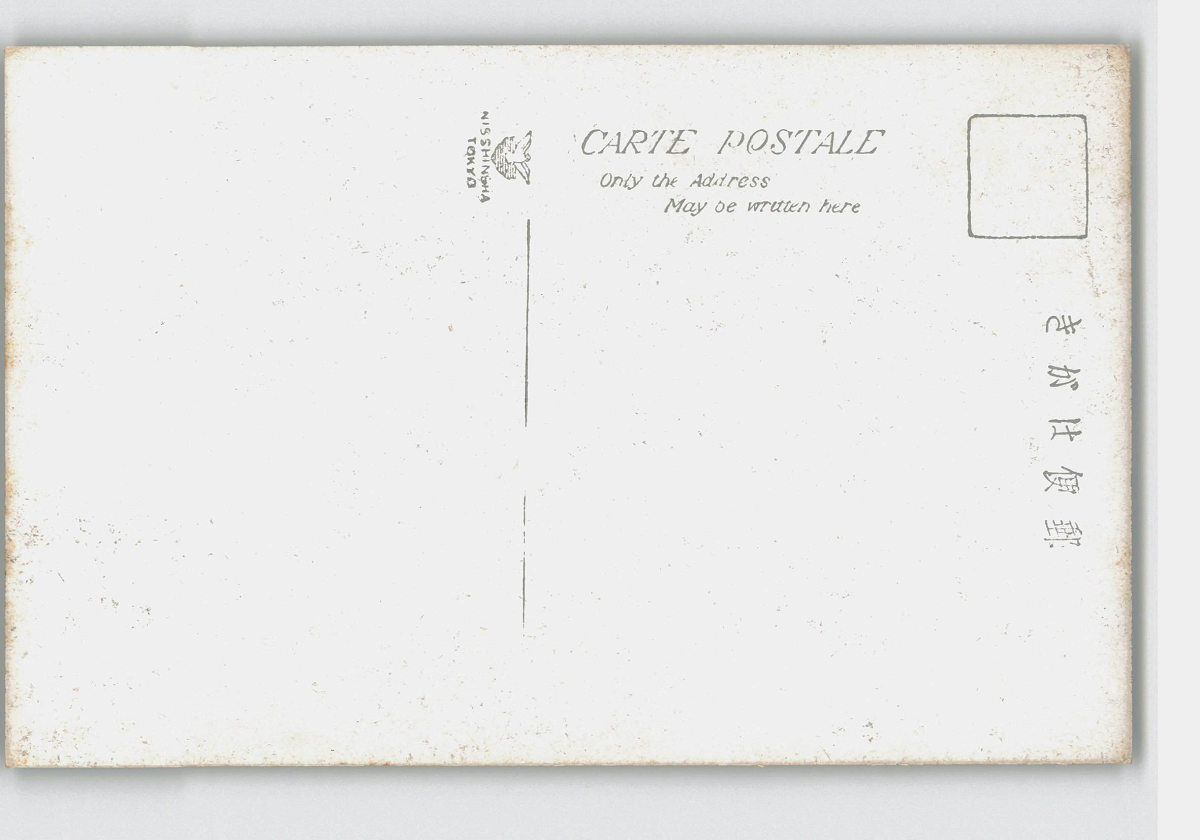 NISSHINSHA
TOKYO
CARTE POSTALE
Only the Address
May be written here
郵便はがき